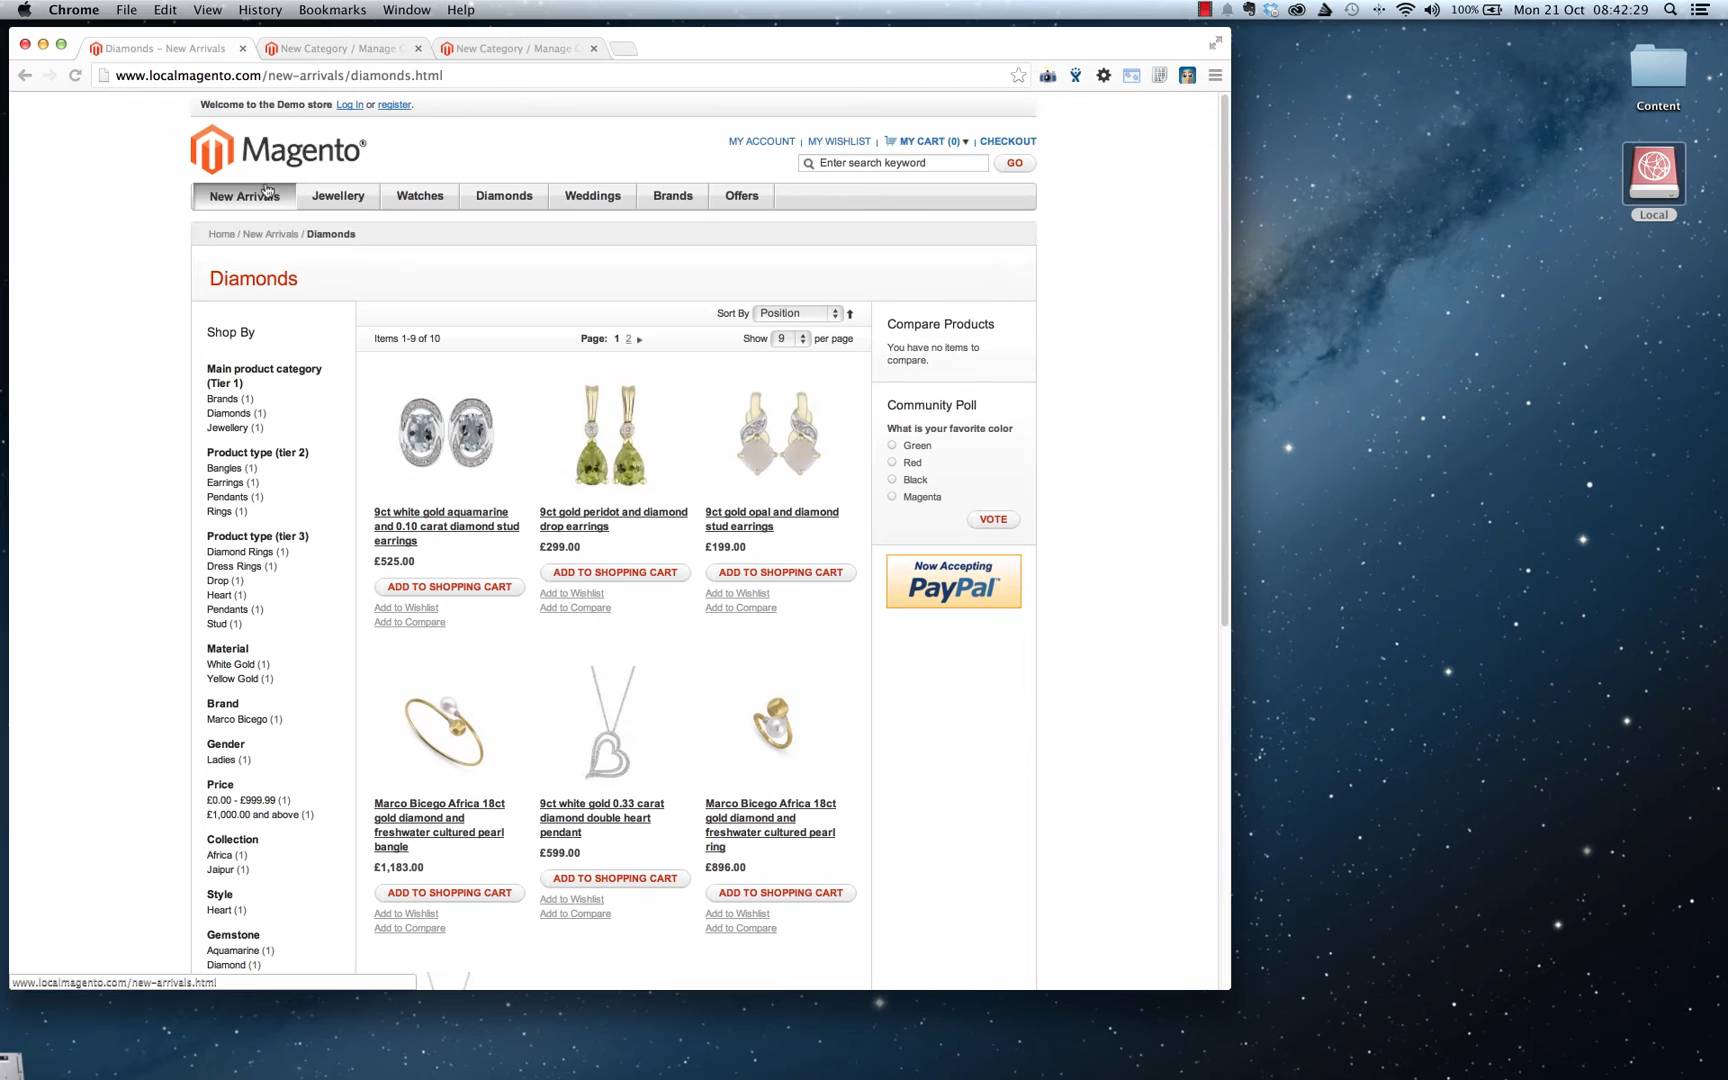 Chrome File Edit View History Bookmarks Window Help
100% Mon 21 Oct 08:42:29
Diamonds - New Arrivals
New Category / Manage C
New Category / Manage C
www.localmagento.com/new-arrivals/diamonds.html
Content
Local
Welcome to the Demo store Log In or register.
Magento®
MY ACCOUNT | MY WISHLIST | MY CART (0) | CHECKOUT
Enter search keyword GO
New Arrivals Jewellery Watches Diamonds Weddings Brands Offers
Home / New Arrivals / Diamonds
Diamonds
Shop By
Main product category
(Tier 1)
Brands (1)
Diamonds (1)
Jewellery (1)
Product type (tier 2)
Bangles (1)
Earrings (1)
Pendants (1)
Rings (1)
Product type (tier 3)
Diamond Rings (1)
Dress Rings (1)
Drop (1)
Heart (1)
Pendants (1)
Stud (1)
Material
White Gold (1)
Yellow Gold (1)
Brand
Marco Bicego (1)
Gender
Ladies (1)
Price
£0.00 - £999.99 (1)
£1,000.00 and above (1)
Collection
Africa (1)
Jaipur (1)
Style
Heart (1)
Gemstone
Aquamarine (1)
Diamond (1)
Sort By Position
Items 1-9 of 10 Page: 1 2 Show 9 per page
9ct white gold aquamarine
and 0.10 carat diamond stud
earrings
£525.00
ADD TO SHOPPING CART
Add to Wishlist
Add to Compare
9ct gold peridot and diamond
drop earrings
£299.00
ADD TO SHOPPING CART
Add to Wishlist
Add to Compare
9ct gold opal and diamond
stud earrings
£199.00
ADD TO SHOPPING CART
Add to Wishlist
Add to Compare
Marco Bicego Africa 18ct
gold diamond and
freshwater cultured pearl
bangle
£1,183.00
ADD TO SHOPPING CART
Add to Wishlist
Add to Compare
9ct white gold 0.33 carat
diamond double heart
pendant
£599.00
ADD TO SHOPPING CART
Add to Wishlist
Add to Compare
Marco Bicego Africa 18ct
gold diamond and
freshwater cultured pearl
ring
£896.00
ADD TO SHOPPING CART
Add to Wishlist
Add to Compare
Compare Products
You have no items to
compare.
Community Poll
What is your favorite color
Green
Red
Black
Magenta
VOTE
Now Accepting
PayPal™
www.localmagento.com/new-arrivals.html